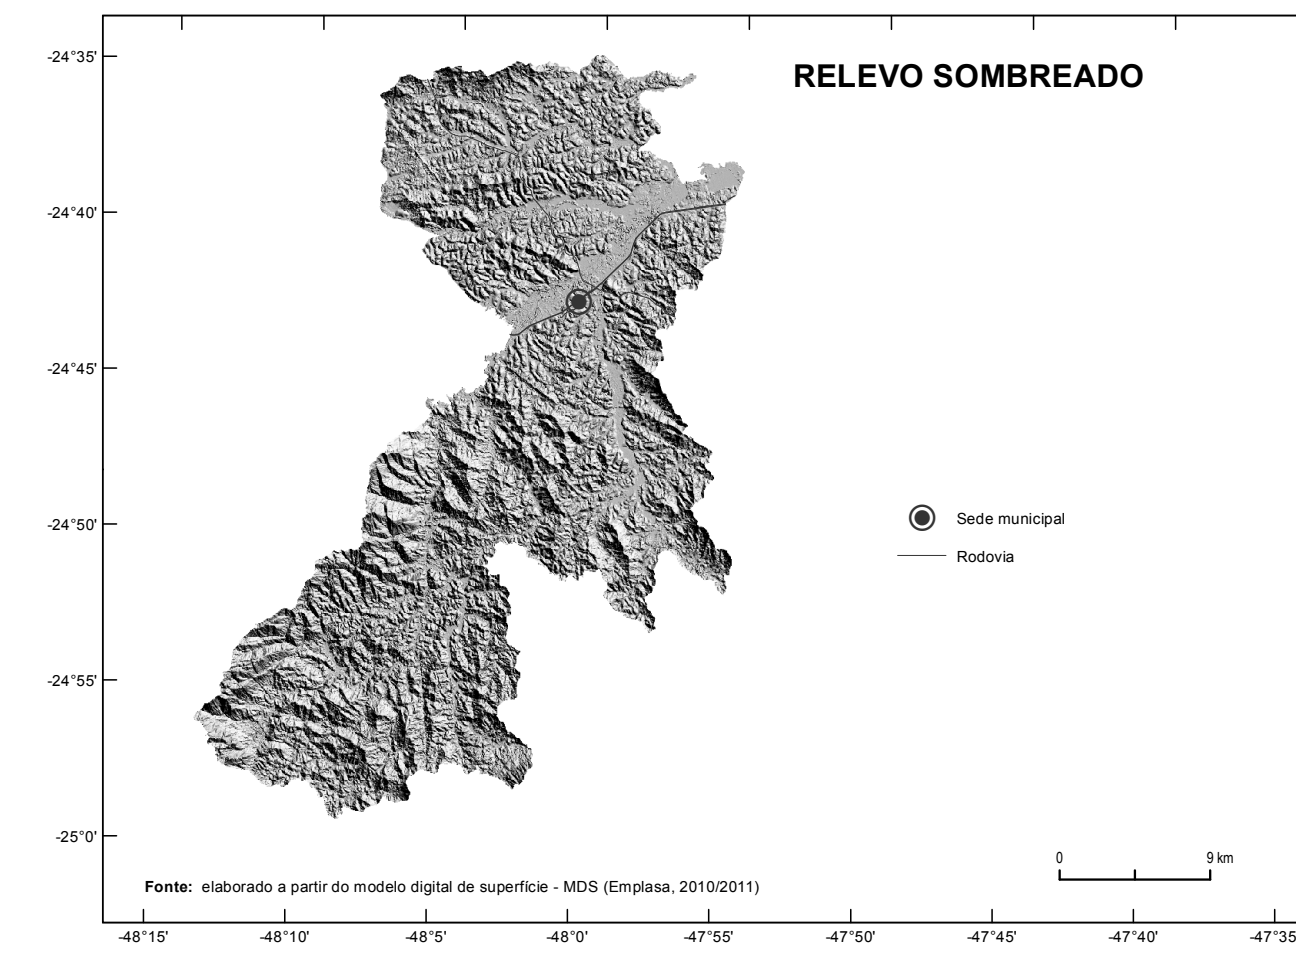 RELEVO SOMBREADO
-24°35'
-24°40'
-24°45'
-24°50'
-24°55'
-25°0'
Sede municipal
Rodovia
0 9 km
Fonte: elaborado a partir do modelo digital de superfície - MDS (Emplasa, 2010/2011)
-48°15' -48°10' -48°5' -48°0' -47°55' -47°50' -47°45' -47°40' -47°35'